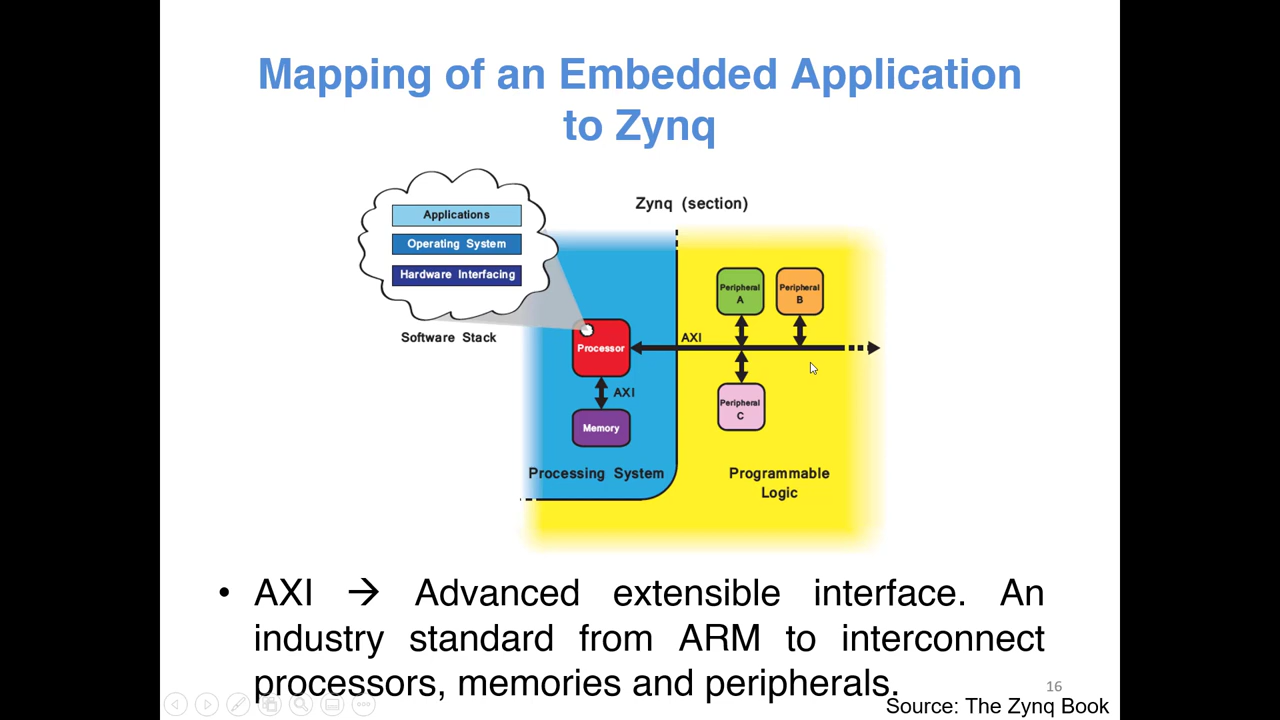 Mapping of an Embedded Application
to Zynq
Zynq (section)
Applications
Operating System
Hardware Interfacing
Software Stack
Processor
AXI
Memory
Processing System
AXI
Peripheral
A
Peripheral
B
Peripheral
C
Programmable
Logic
• AXI → Advanced extensible interface. An
industry standard from ARM to interconnect
processors, memories and peripherals.
16
Source: The Zynq Book